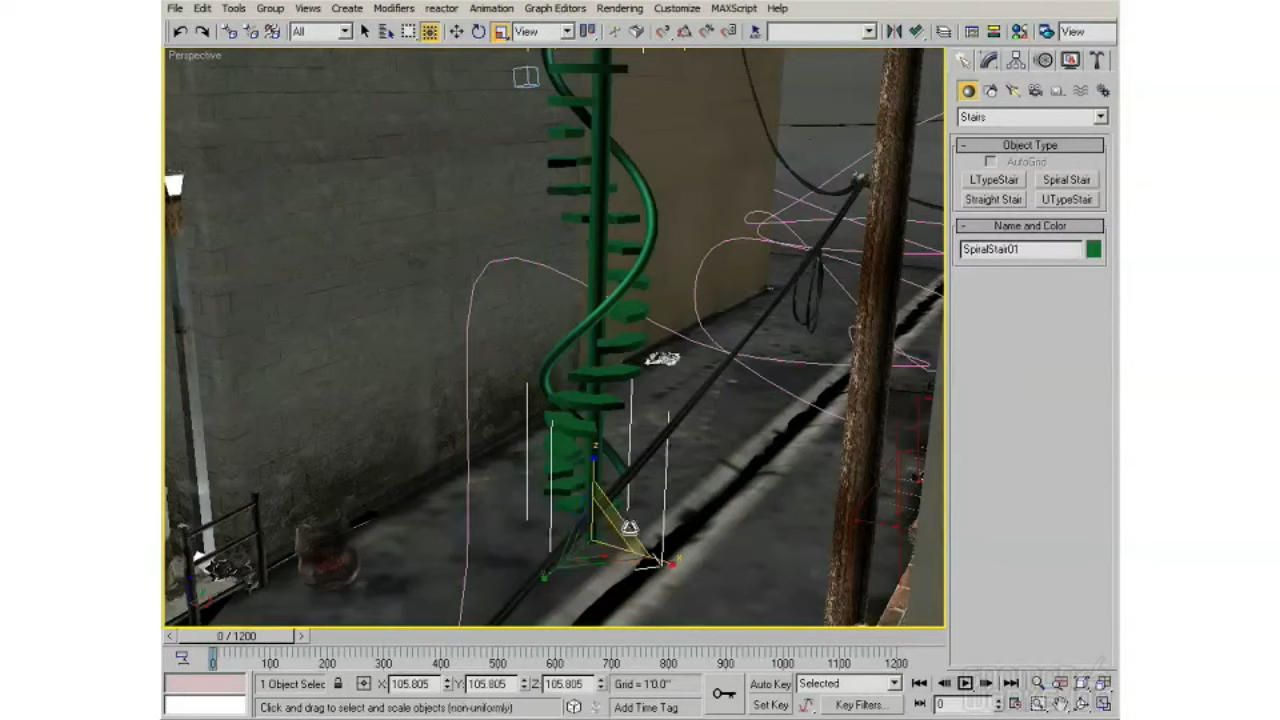 File Edit Tools Group Views Create Modifiers reactor Animation Graph Editors Rendering Customize MAXScript Help
All View View
Perspective
Stairs
- Object Type
AutoGrid
LTypeStair Spiral Stair
Straight Stair UTypeStair
- Name and Color
SpiralStair01
z
x
< 0 / 1200 >
0 100 200 300 400 500 600 700 800 900 1000 1100 1200
1 Object Selec X: 105.805 Y: 105.805 Z: 105.805 Grid = 1'0.0" Auto Key Selected
Click and drag to select and scale objects (non-uniformly) Add Time Tag Set Key Key Filters... 0